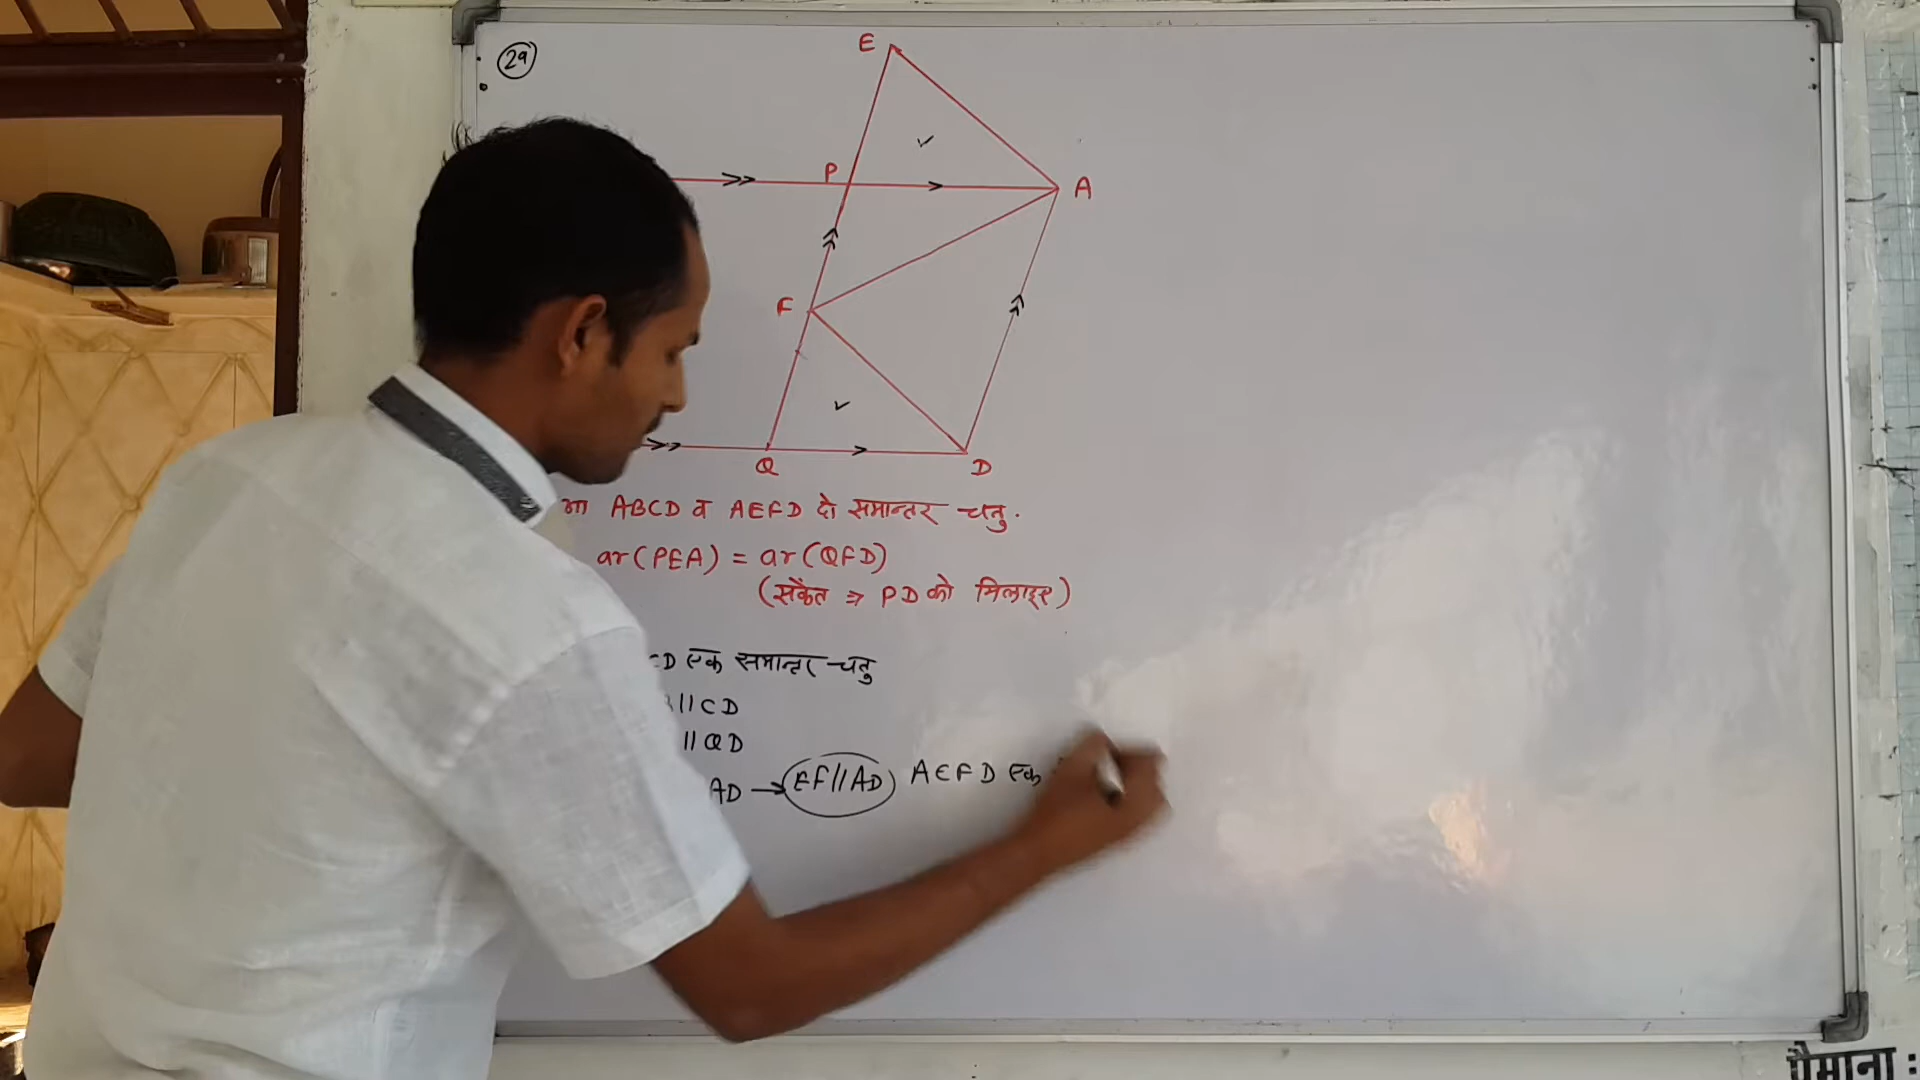 29
E
P
A
F
Q
D
ABCD व AEFD दो समान्तर चतु.
ar(PEA) = ar(QFD)
(संकेत ⇒ PD को मिलाइए)
CD एक समान्तर चतु
||CD
||QD
AD → EF//AD AEFD एक
पैमाना :